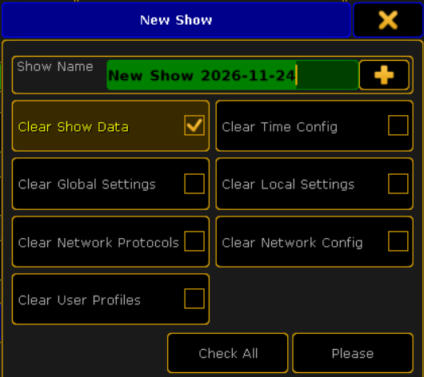 New Show
Show Name
New Show 2026-11-24
Clear Show Data
Clear Time Config
Clear Global Settings
Clear Local Settings
Clear Network Protocols
Clear Network Config
Clear User Profiles
Check All
Please